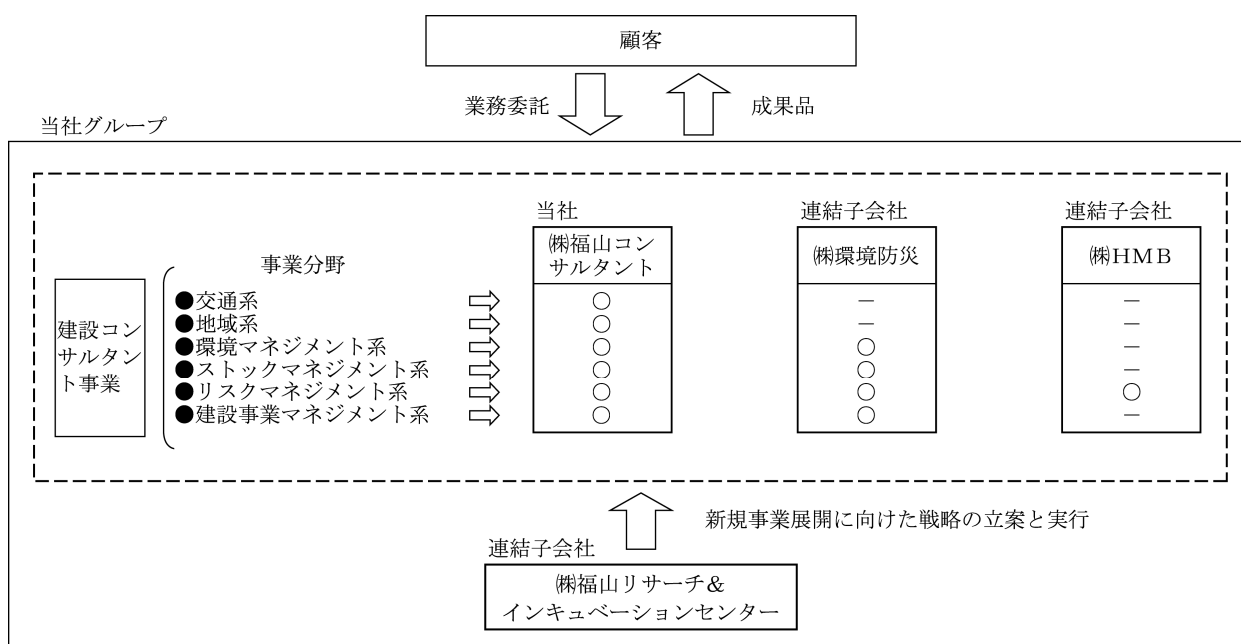 顧客
業務委託
成果品
当社グループ
当社
連結子会社
連結子会社
㈱福山コン
サルタント
㈱環境防災
㈱HMB
事業分野
建設コン
サルタン
ト事業
●交通系 ○ － －
●地域系 ○ － －
●環境マネジメント系 ○ ○ －
●ストックマネジメント系 ○ ○ －
●リスクマネジメント系 ○ ○ ○
●建設事業マネジメント系 ○ ○ －
新規事業展開に向けた戦略の立案と実行
連結子会社
㈱福山リサーチ＆
インキュベーションセンター